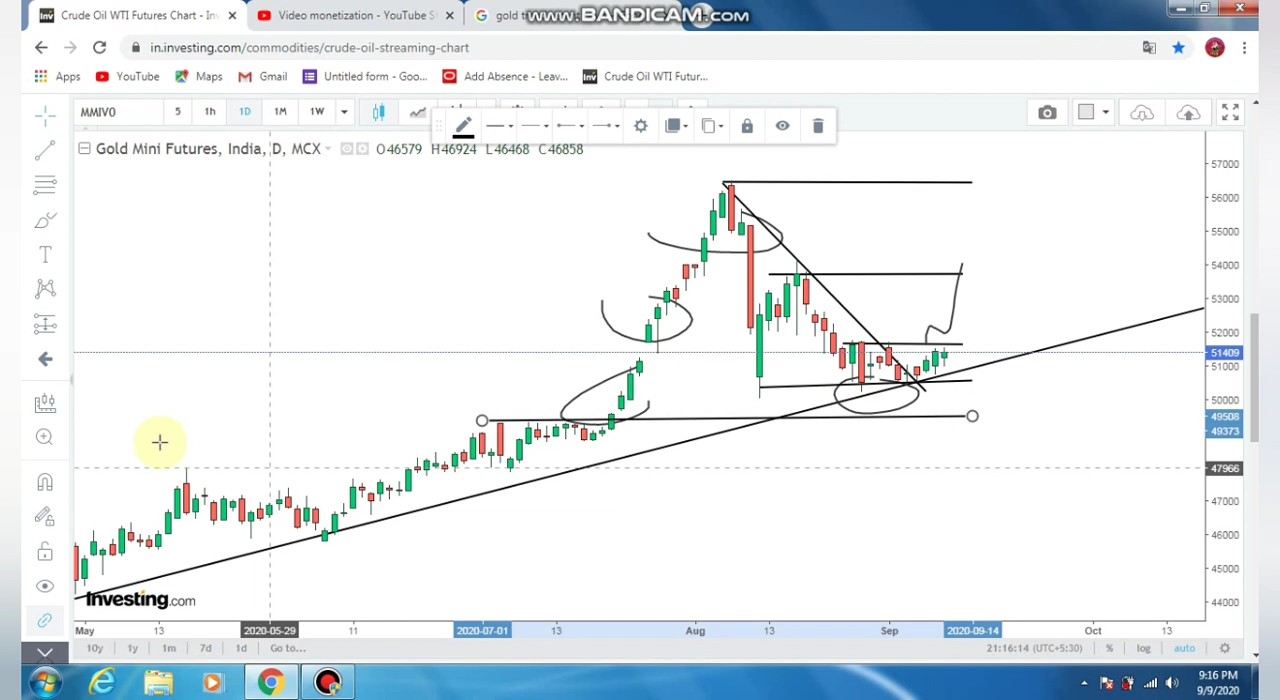 Crude Oil WTI Futures Chart - Inv
Video monetization - YouTube S
gold t
www.BANDICAM.com
in.investing.com/commodities/crude-oil-streaming-chart
Apps
YouTube
Maps
Gmail
Untitled form - Goo...
Add Absence - Leav...
Inv
Crude Oil WTI Futur...
MMIV0
5
1h
1D
1M
1W
Gold Mini Futures, India, D, MCX
O46579 H46924 L46468 C46858
57000
56000
55000
54000
53000
52000
51409
51000
50000
49508
49373
47966
47000
46000
45000
44000
Investing.com
May
13
2020-05-29
11
2020-07-01
13
Aug
13
Sep
2020-09-14
Oct
13
10y
1y
1m
7d
1d
Go to...
21:16:14 (UTC+5:30)
%
log
auto
9:16 PM
9/9/2020